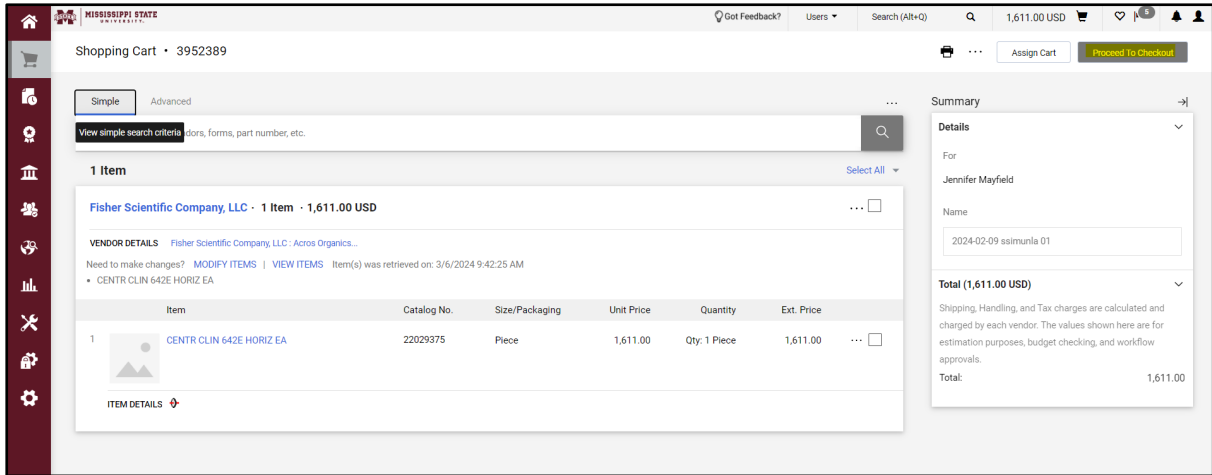 MISSISSIPPI STATE
UNIVERSITY
Got Feedback? Users Search (Alt+Q) 1,611.00 USD 5
Shopping Cart • 3952389
Assign Cart Proceed To Checkout
Simple Advanced ...
View simple search criteria dors, forms, part number, etc.
1 Item Select All
Fisher Scientific Company, LLC · 1 Item · 1,611.00 USD ...
VENDOR DETAILS Fisher Scientific Company, LLC : Acros Organics...
Need to make changes? MODIFY ITEMS | VIEW ITEMS Item(s) was retrieved on: 3/6/2024 9:42:25 AM
• CENTR CLIN 642E HORIZ EA
Item Catalog No. Size/Packaging Unit Price Quantity Ext. Price
1 CENTR CLIN 642E HORIZ EA 22029375 Piece 1,611.00 Qty: 1 Piece 1,611.00 ...
ITEM DETAILS
Summary
Details
For
Jennifer Mayfield
Name
2024-02-09 ssimunla 01
Total (1,611.00 USD)
Shipping, Handling, and Tax charges are calculated and
charged by each vendor. The values shown here are for
estimation purposes, budget checking, and workflow
approvals.
Total: 1,611.00